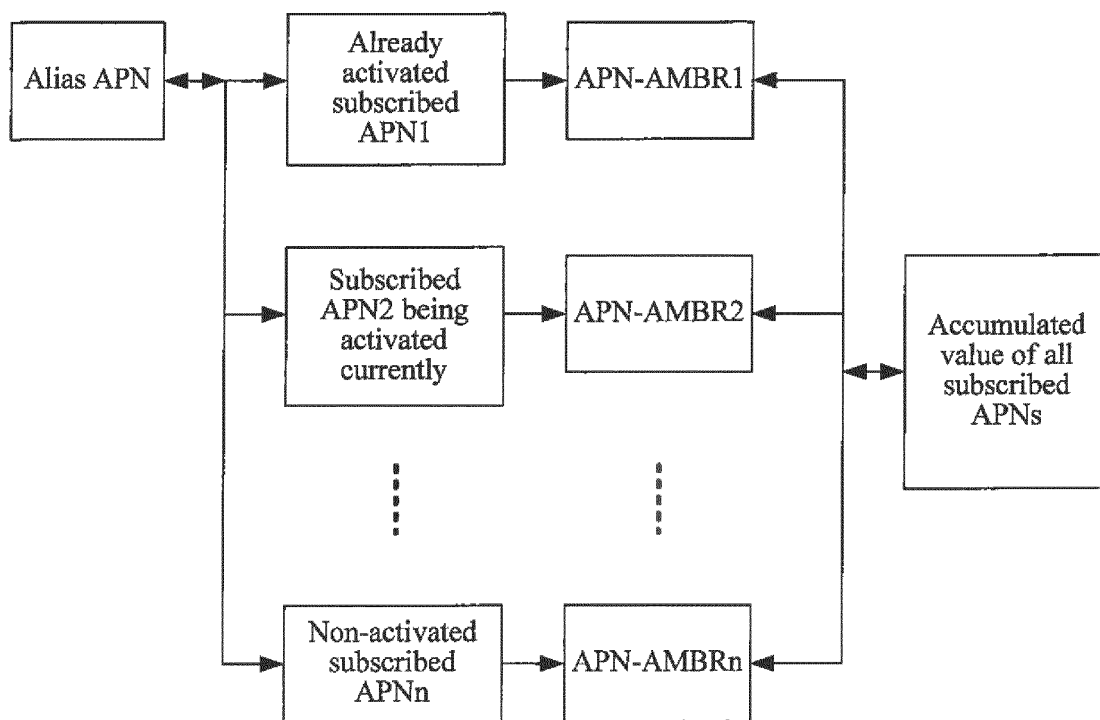 Alias APN
Already
activated
subscribed
APN1
APN-AMBR1
Subscribed
APN2 being
activated
currently
APN-AMBR2
Accumulated
value of all
subscribed
APNs
Non-activated
subscribed
APNn
APN-AMBRn